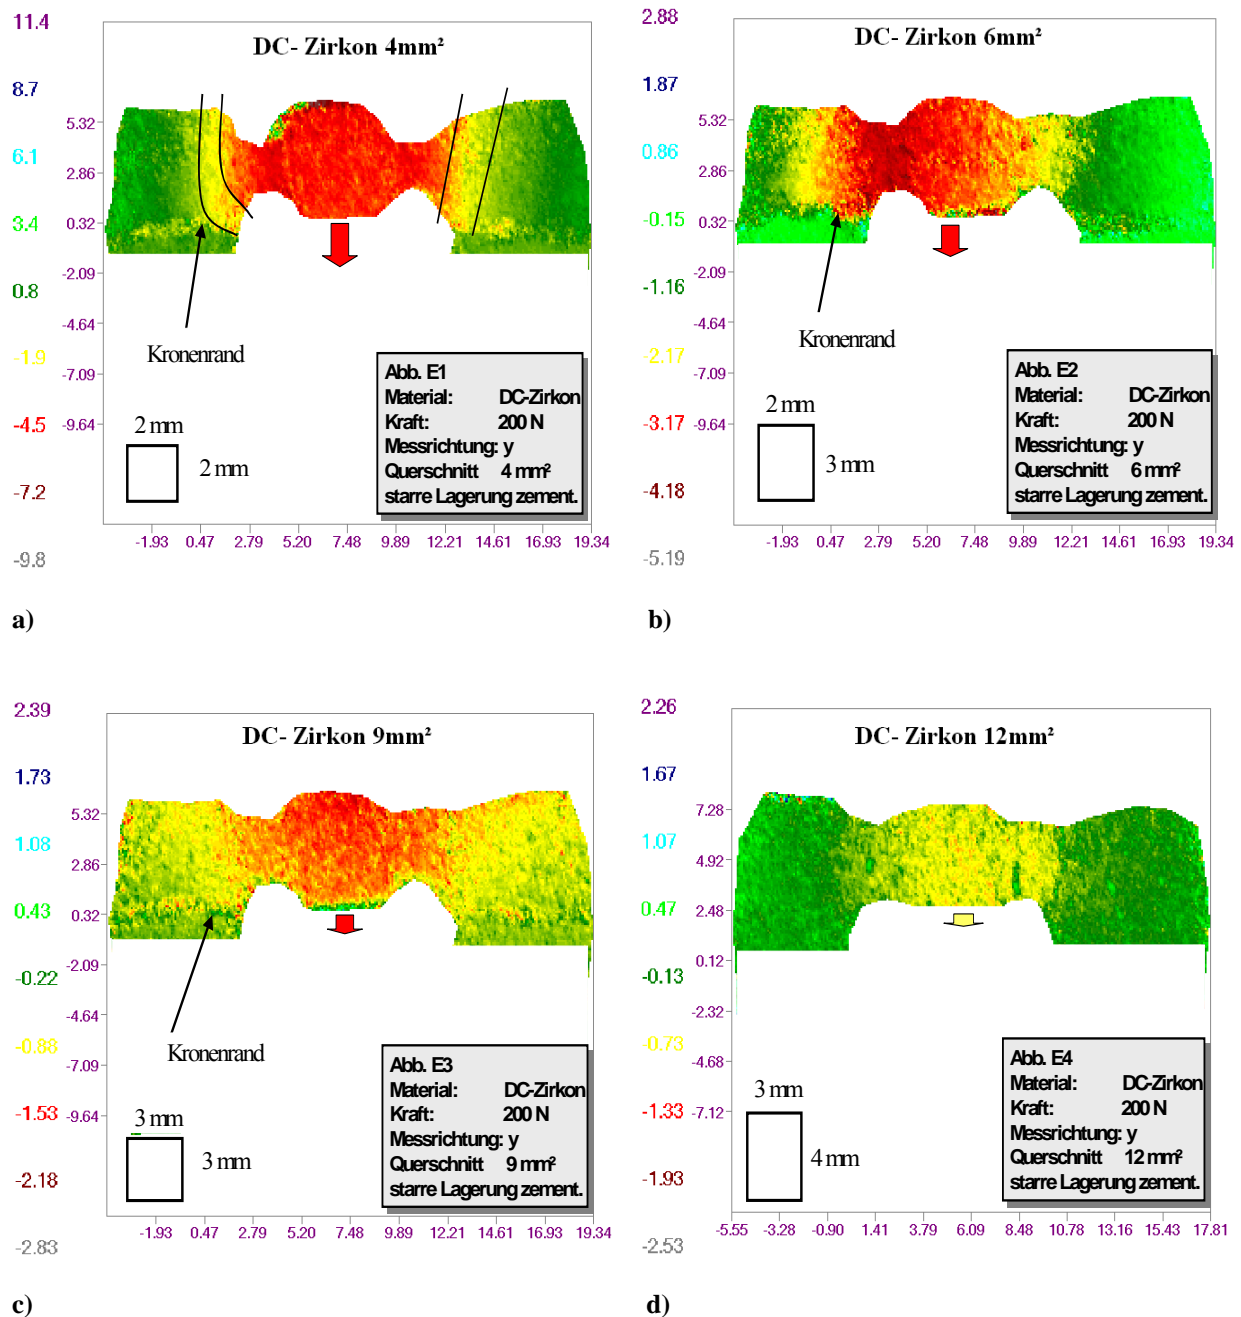 11.4
8.7
6.1
3.4
0.8
-1.9
-4.5
-7.2
-9.8
DC- Zirkon 4mm²
5.32
2.86
0.32
-2.09
-4.64
-7.09
-9.64
Kronenrand
2 mm
2 mm
Abb. E1
Material: DC-Zirkon
Kraft: 200 N
Messrichtung: y
Querschnitt 4 mm²
starre Lagerung zement.
-1.93 0.47 2.79 5.20 7.48 9.89 12.21 14.61 16.93 19.34
a)
2.88
1.87
0.86
-0.15
-1.16
-2.17
-3.17
-4.18
-5.19
DC- Zirkon 6mm²
5.32
2.86
0.32
-2.09
-4.64
-7.09
-9.64
Kronenrand
2 mm
3 mm
Abb. E2
Material: DC-Zirkon
Kraft: 200 N
Messrichtung: y
Querschnitt 6 mm²
starre Lagerung zement.
-1.93 0.47 2.79 5.20 7.48 9.89 12.21 14.61 16.93 19.34
b)
2.39
1.73
1.08
0.43
-0.22
-0.88
-1.53
-2.18
-2.83
DC- Zirkon 9mm²
5.32
2.86
0.32
-2.09
-4.64
-7.09
-9.64
Kronenrand
3 mm
3 mm
Abb. E3
Material: DC-Zirkon
Kraft: 200 N
Messrichtung: y
Querschnitt 9 mm²
starre Lagerung zement.
-1.93 0.47 2.79 5.20 7.48 9.89 12.21 14.61 16.93 19.34
c)
2.26
1.67
1.07
0.47
-0.13
-0.73
-1.33
-1.93
-2.53
DC- Zirkon 12mm²
7.28
4.92
2.48
0.12
-2.32
-4.68
-7.12
3 mm
4 mm
Abb. E4
Material: DC-Zirkon
Kraft: 200 N
Messrichtung: y
Querschnitt 12 mm²
starre Lagerung zement.
-5.55 -3.28 -0.90 1.41 3.79 6.09 8.48 10.78 13.16 15.43 17.81
d)